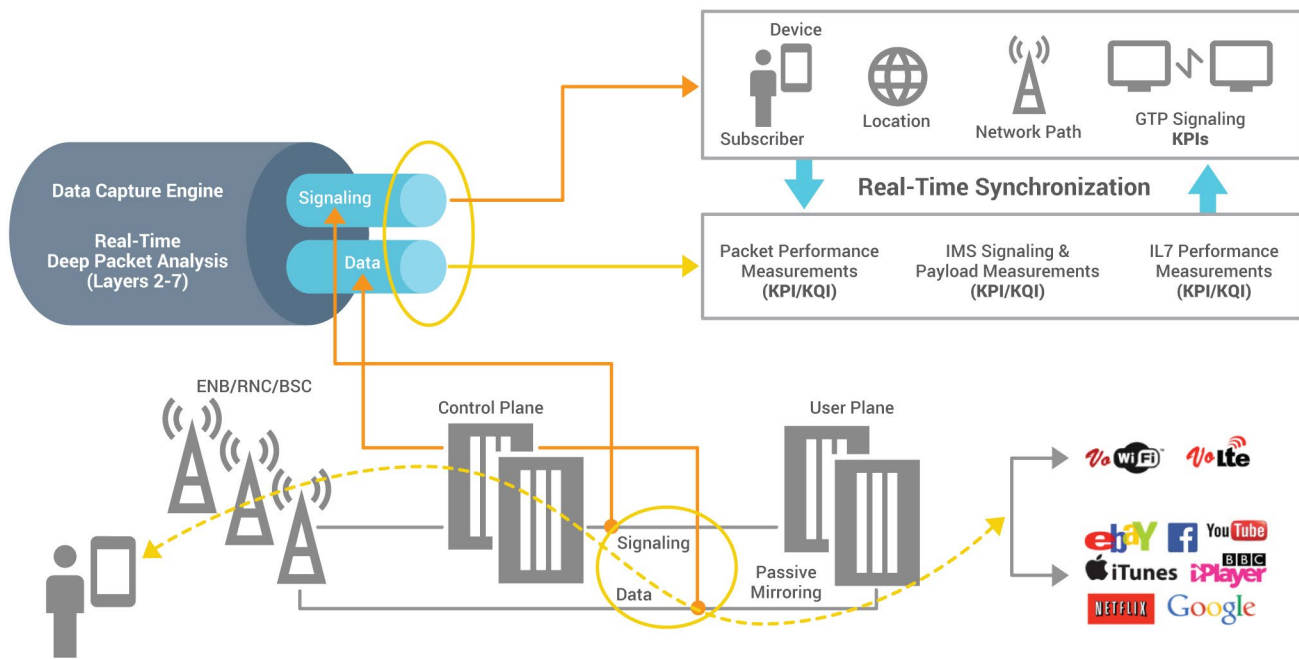 Device
Subscriber
Location
Network Path
GTP Signaling
KPIs
Data Capture Engine
Real-Time
Deep Packet Analysis
(Layers 2-7)
Signaling
Data
Real-Time Synchronization
Packet Performance
Measurements
(KPI/KQI)
IMS Signaling &
Payload Measurements
(KPI/KQI)
IL7 Performance
Measurements
(KPI/KQI)
ENB/RNC/BSC
Control Plane
User Plane
Signaling
Data
Passive
Mirroring
Vo WiFi™
VoLte
ebaY
f
YouTube
iTunes
BBC
iPlayer
NETFLIX
Google